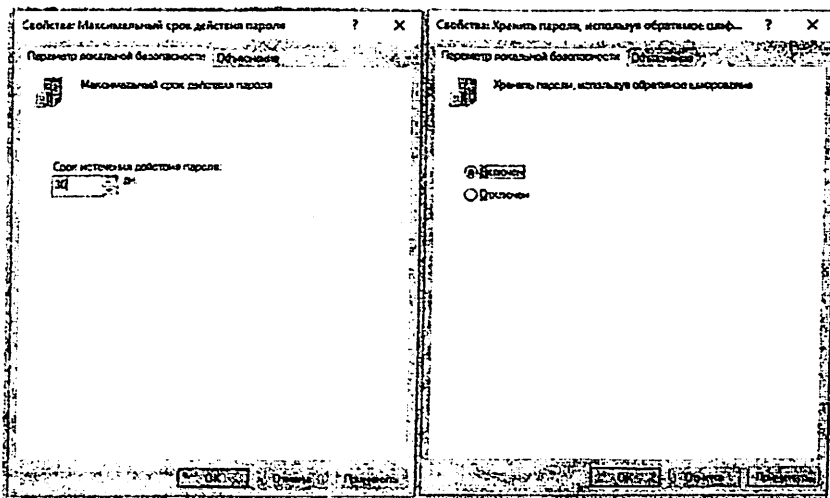 Свойства: Максимальный срок действия пароля ? ×
Параметр локальной безопасности Объяснение
Максимальный срок действия пароля
Срок истечения действия пароля:
30 дн.
ОК Отмена Применить
Свойства: Хранить пароли, используя обратимое шиф... ? ×
Параметр локальной безопасности Объяснение
Хранить пароли, используя обратимое шифрование
Включен
Отключен
ОК Отмена Применить